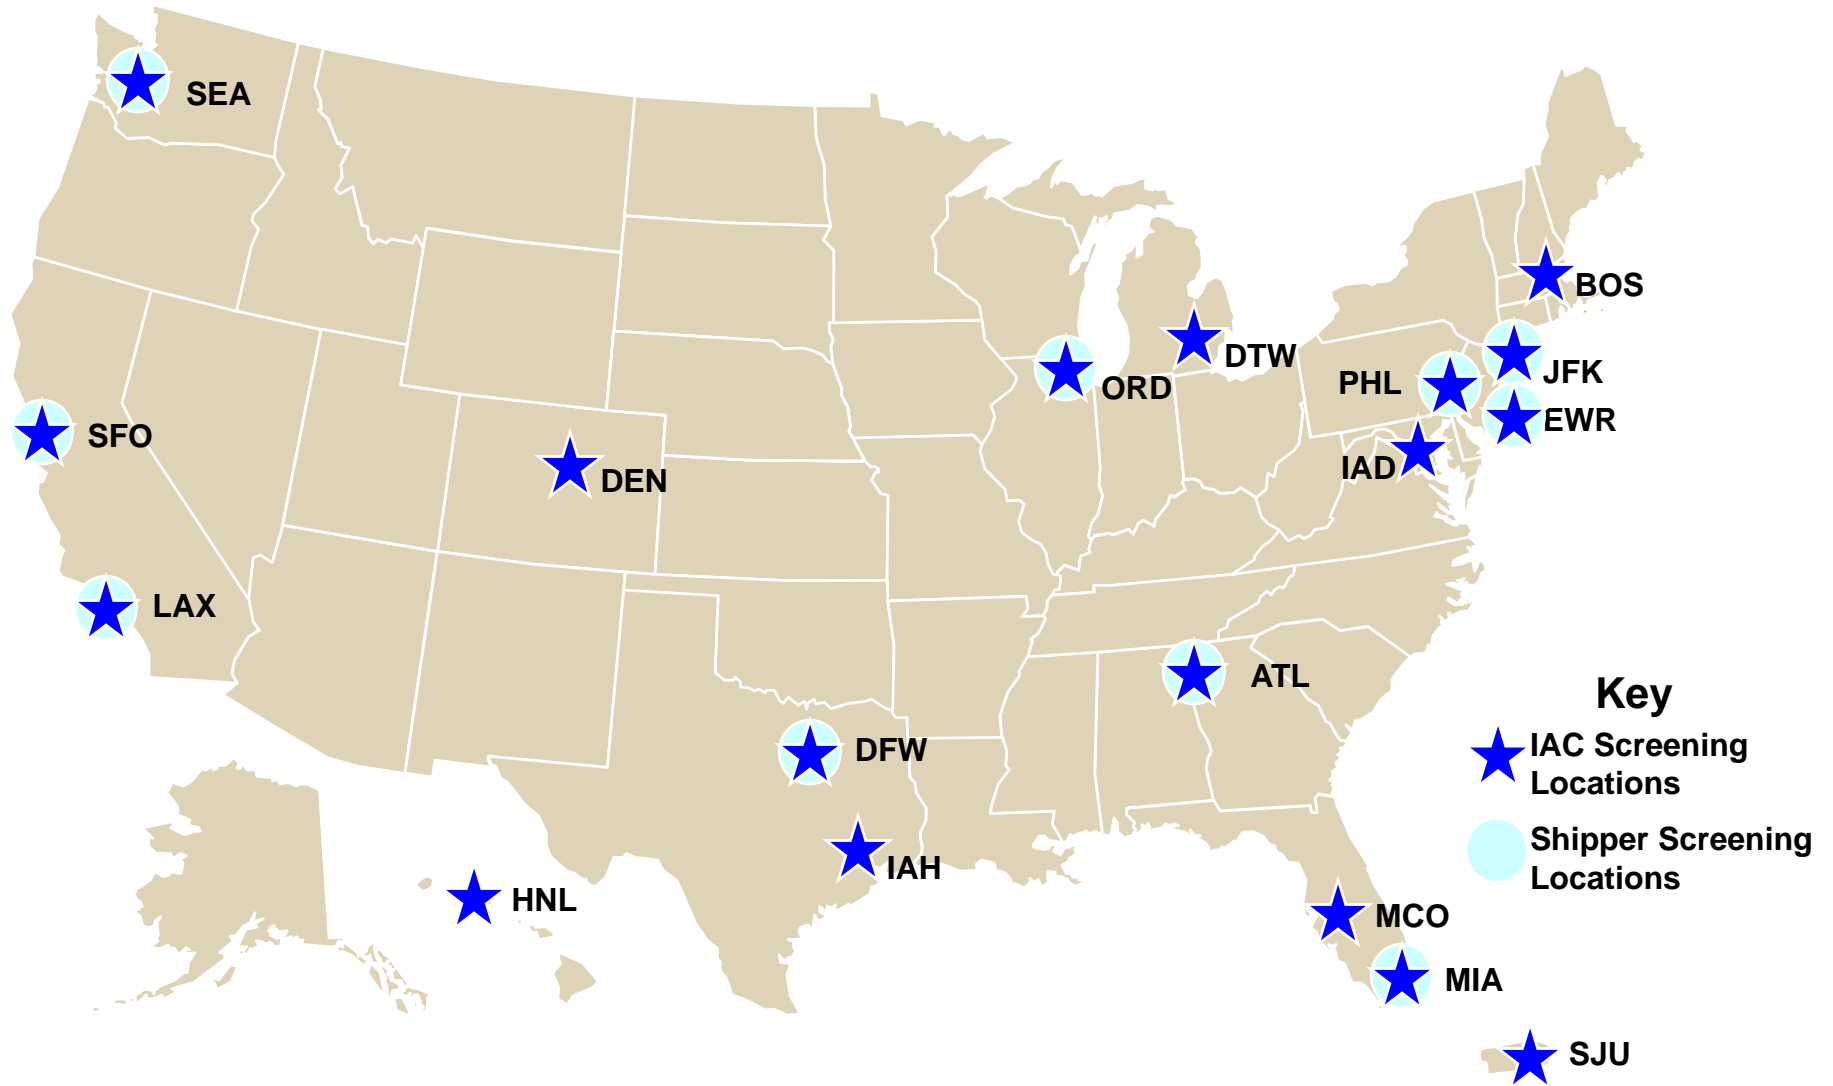 SEA
BOS
DTW
JFK
PHL
ORD
EWR
SFO
IAD
DEN
LAX
ATL
Key
IAC Screening
Locations
DFW
Shipper Screening
Locations
IAH
HNL
MCO
MIA
SJU